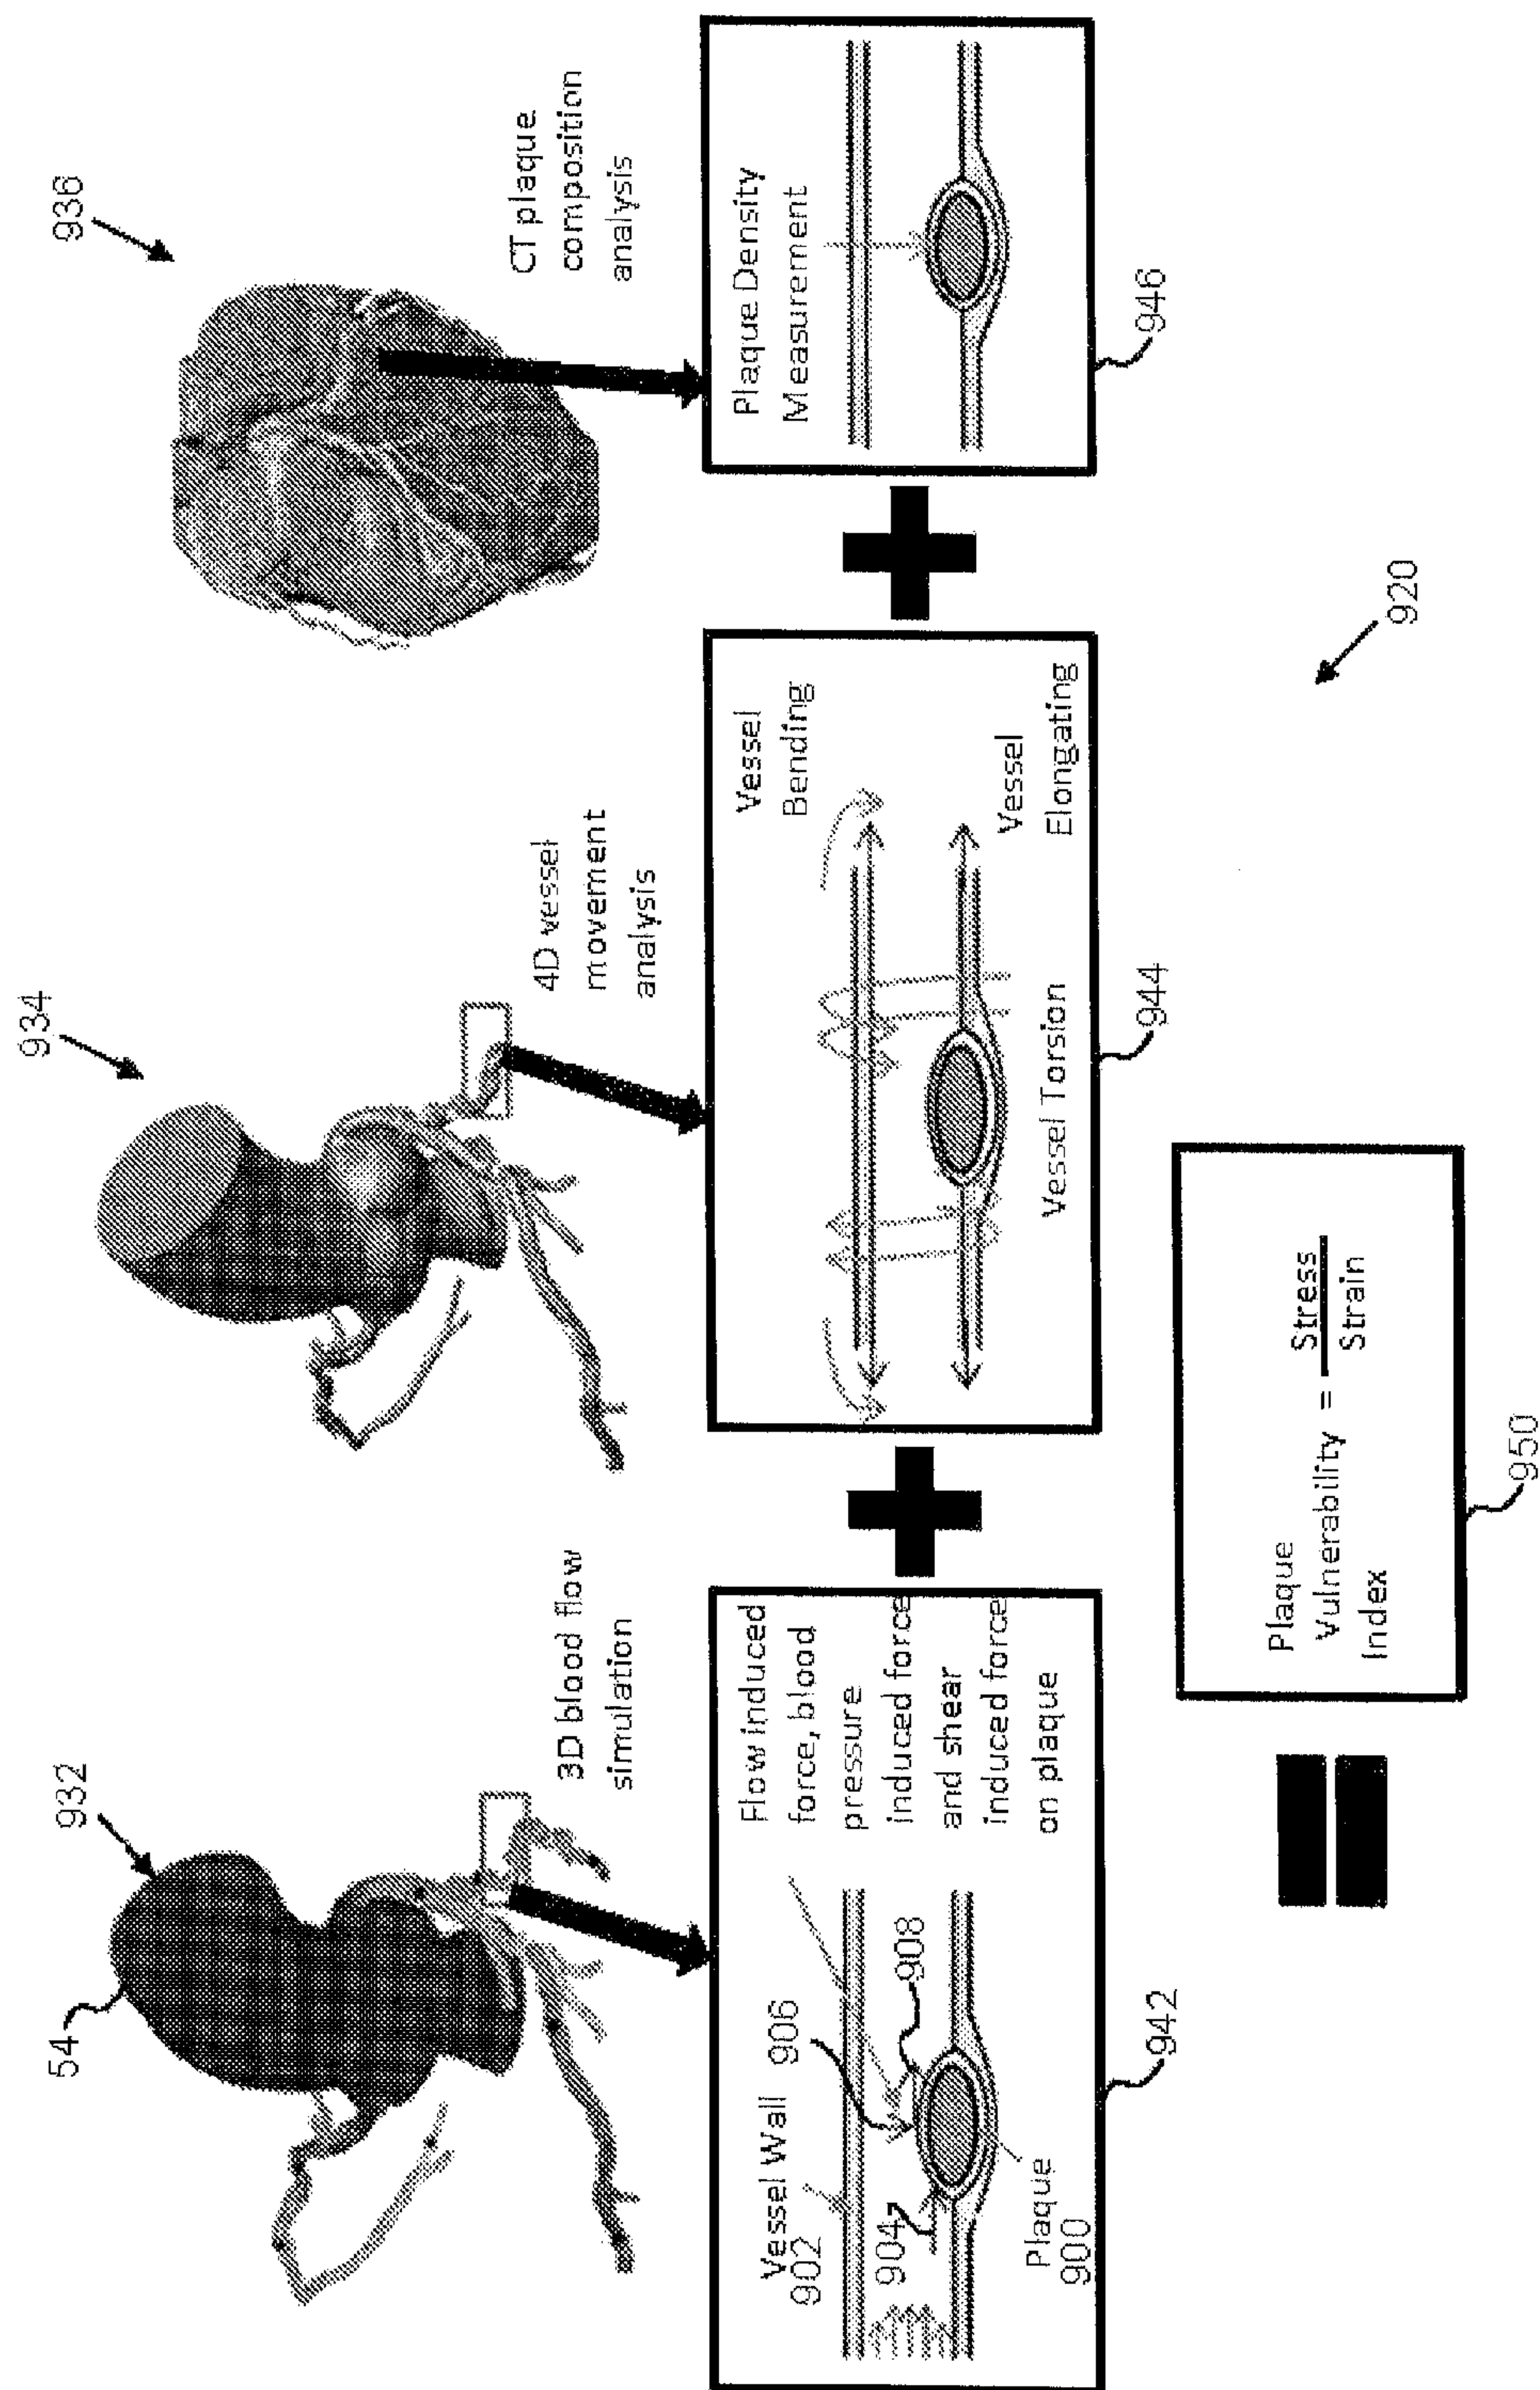 54
932
3D blood flow
simulation
934
4D vessel
movement
analysis
936
CT plaque
composition
analysis
Vessel Wall
902
906
908
904
Plaque
900
Flow induced
force, blood
pressure
induced force
and shear
induced force
on plaque
942
Vessel
Bending
Vessel Torsion
Vessel
Elongating
944
Plaque Density
Measurement
946
Plaque
Vulnerability = Stress
Index
Strain
950
920